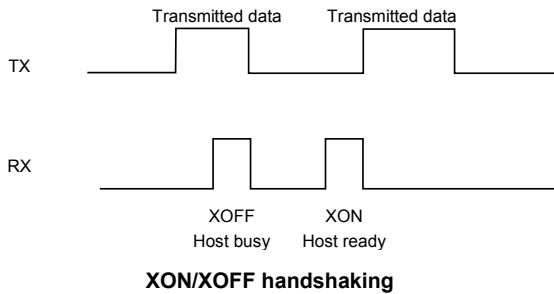 Transmitted data Transmitted data
TX
RX
XOFF XON
Host busy Host ready
XON/XOFF handshaking